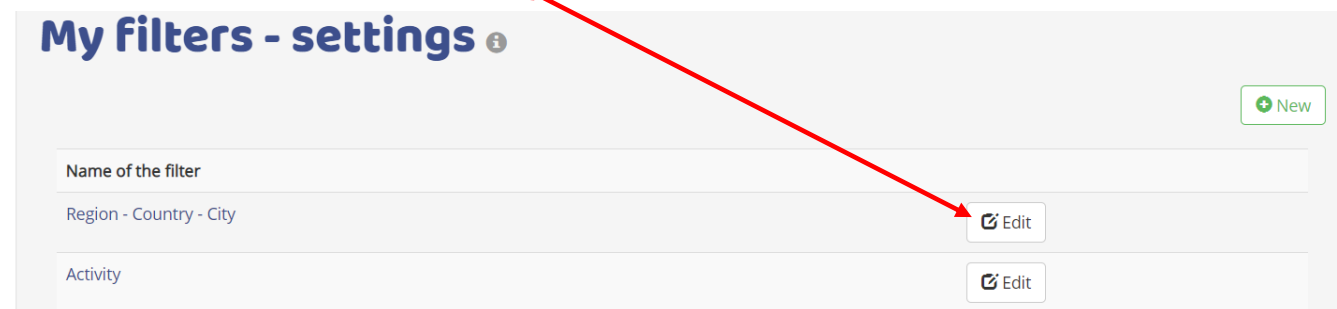 My filters - settings
New
Name of the filter
Region - Country - City
Edit
Activity
Edit